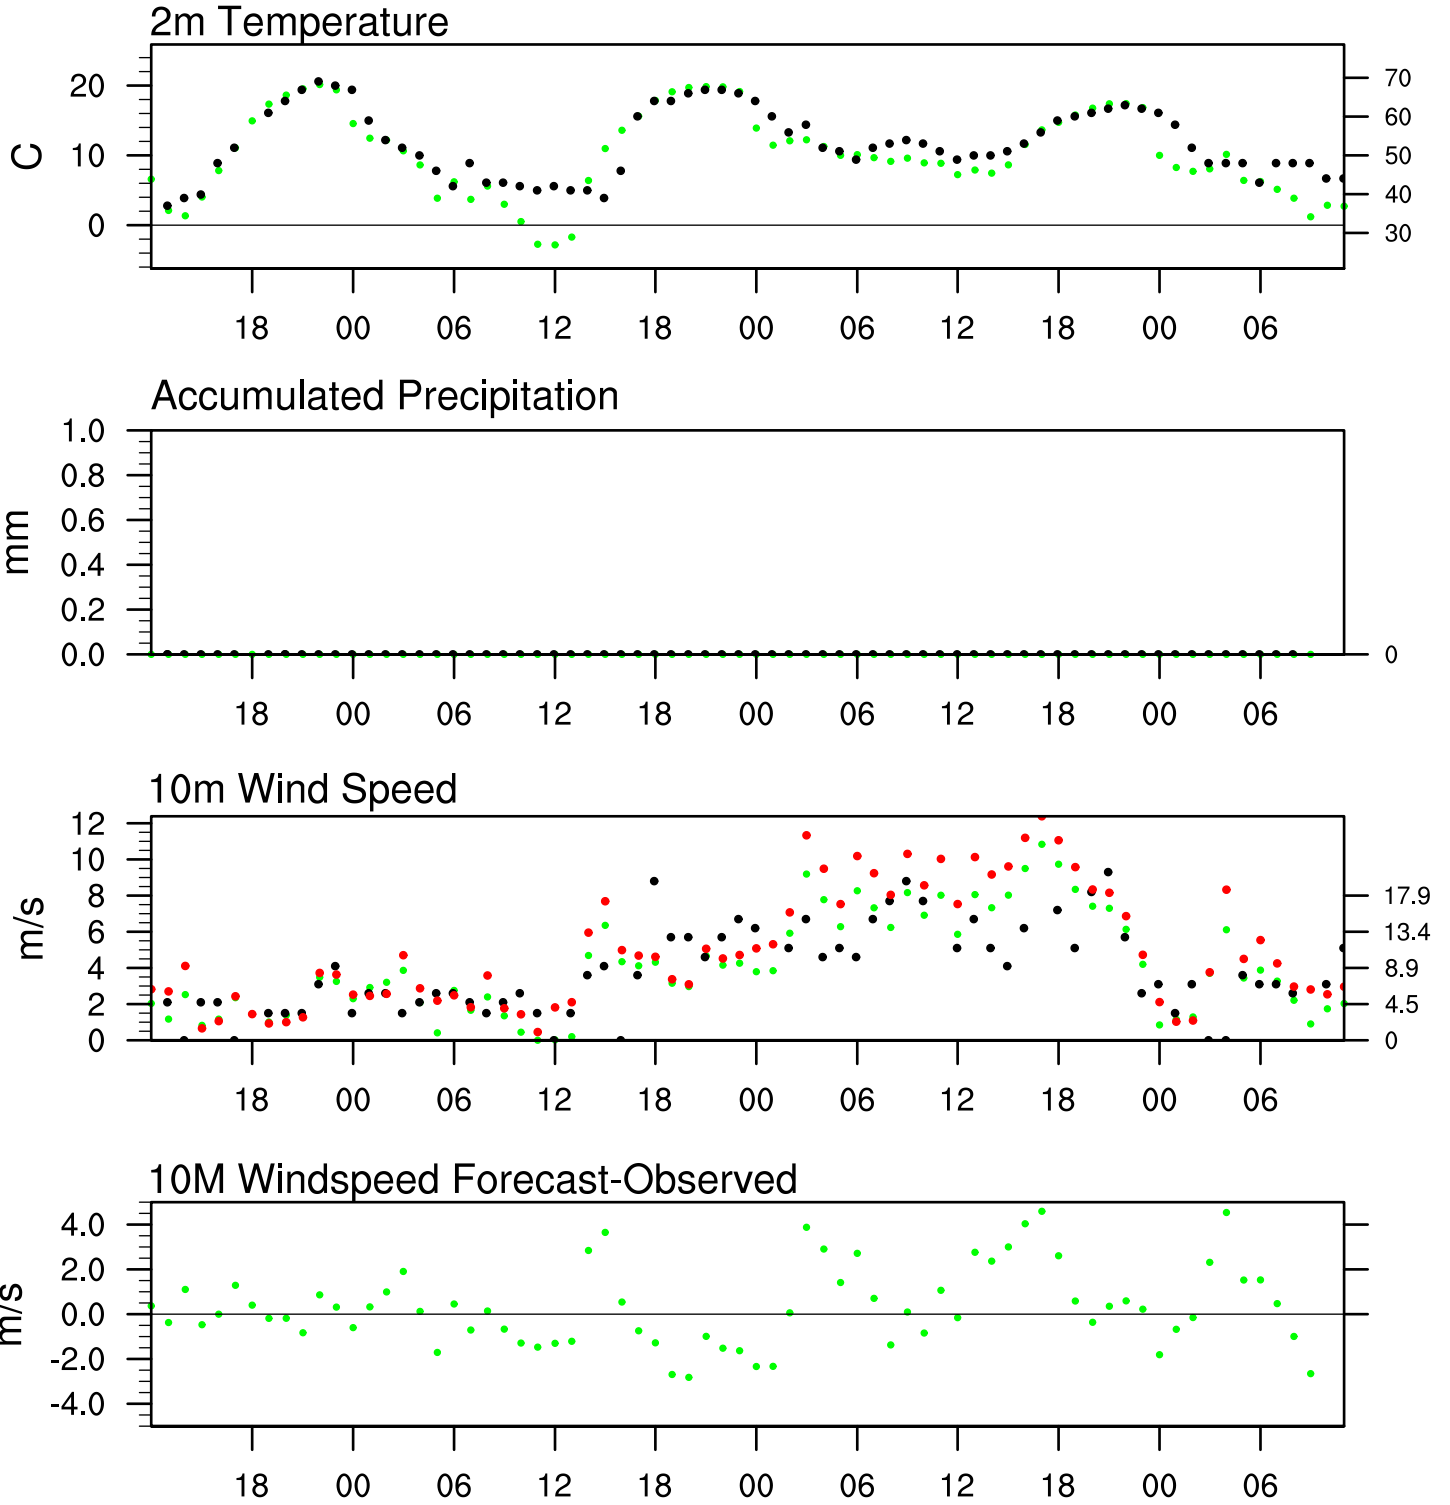 2m Temperature
C
20
10
0
70
60
50
40
30
18 00 06 12 18 00 06 12 18 00 06
Accumulated Precipitation
mm
1.0
0.8
0.6
0.4
0.2
0.0
0
18 00 06 12 18 00 06 12 18 00 06
10m Wind Speed
m/s
12
10
8
6
4
2
0
17.9
13.4
8.9
4.5
0
18 00 06 12 18 00 06 12 18 00 06
10M Windspeed Forecast-Observed
m/s
4.0
2.0
0.0
-2.0
-4.0
18 00 06 12 18 00 06 12 18 00 06